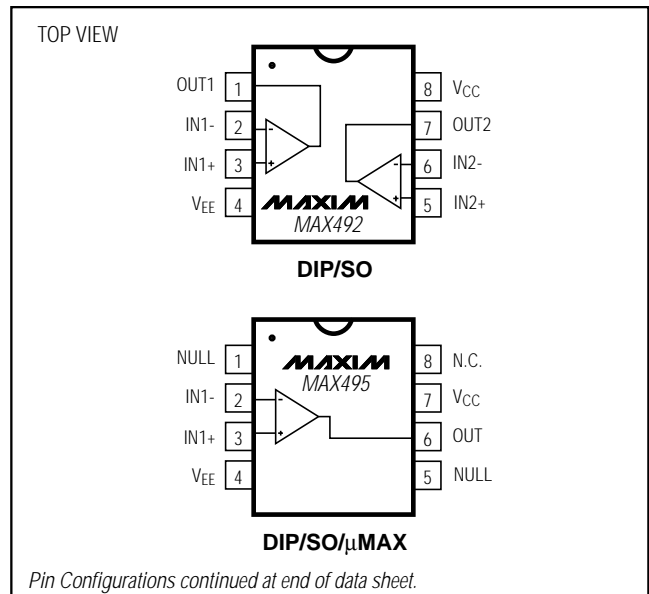 TOP VIEW
OUT1 1
IN1- 2
IN1+ 3
VEE 4
8 VCC
7 OUT2
6 IN2-
5 IN2+
- +
- +
MAXIM
MAX492
DIP/SO
NULL 1
IN1- 2
IN1+ 3
VEE 4
8 N.C.
7 VCC
6 OUT
5 NULL
- +
MAXIM
MAX495
DIP/SO/µMAX
Pin Configurations continued at end of data sheet.